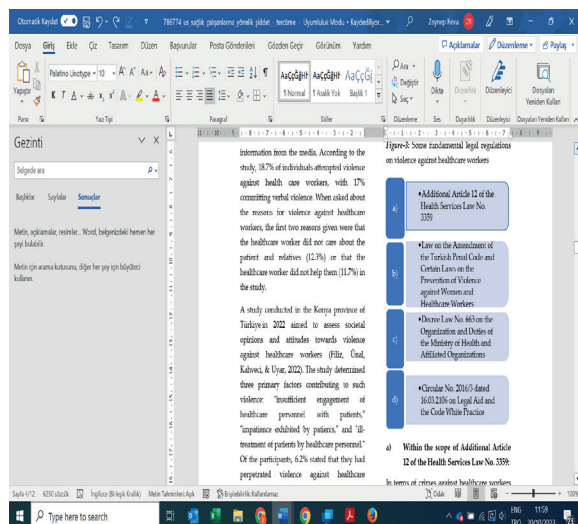 Otomatik Kaydet
786774 us sağlık çalışanlarına yönelik şiddet - tercüme - Uyumluluk Modu • Kaydediliyor...
Zeynep Reva
Dosya Giriş Ekle Çiz Tasarım Düzen Başvurular Posta Gönderileri Gözden Geçir Görünüm Yardım
Açıklamalar Düzenleme Paylaş
Yapıştır
Palatino Linotype 10
K T A
AaÇçĞğHł AaÇçĞğHł AaÇçĞğ
1 Normal 1 Aralık Yok Başlık 1
Ara
Değiştir
Seç
Dikte
Duyarlılık
Düzenleyici
Dosyaları
Yeniden Kullan
Pano Yazı Tipi Paragraf Stiller Düzenleme Ses Duyarlılık Düzenleyici Dosyaları Yeniden Kullan
Gezinti
Belgede ara
Başlıklar Sayfalar Sonuçlar
Metin, açıklamalar, resimler... Word, belgenizdeki hemen her
şeyi bulabilir.
Metin için arama kutusunu, diğer her şey için büyüteci
kullanın.
information from the media. According to the
study, 18.7% of individuals attempted violence
against health care workers, with 17%
committing verbal violence. When asked about
the reasons for violence against healthcare
workers, the first two reasons given were that
the healthcare worker did not care about the
patient and relatives (12.3%) or that the
healthcare worker did not help them (11.7%) in
the study.
A study conducted in the Konya province of
Türkiye in 2022 aimed to assess societal
opinions and attitudes towards violence
against healthcare workers (Filiz, Ünal,
Kahveci, & Uyar, 2022). The study determined
three primary factors contributing to such
violence: "insufficient engagement of
healthcare personnel with patients,"
"impatience exhibited by patients," and "ill-
treatment of patients by healthcare personnel."
Of the participants, 6.2% stated that they had
perpetrated violence against healthcare
Figure-3: Some fundamental legal regulations
on violence against healthcare workers
a)
•Additional Article 12 of the
Health Services Law No.
3359
b)
•Law on the Amendment of
the Turkish Penal Code and
Certain Laws on the
Prevention of Violence
against Women and
Healthcare Workers
c)
•Decree Law No. 663 on the
Organization and Duties of
the Ministry of Health and
Affiliated Organizations
d)
•Circular No. 2016/3 dated
16.03.2106 on Legal Aid and
the Code White Practice
a) Within the scope of Additional Article
12 of the Health Services Law No. 3359:
In terms of crimes against healthcare workers
Sayfa 4/12 6230 sözcük İngilizce (Birleşik Krallık) Metin Tahminleri: Açık Erişilebilirlik: Kullanılamaz
Odak
100%
Type here to search
ENG
TRQ
11:59
20/10/2023